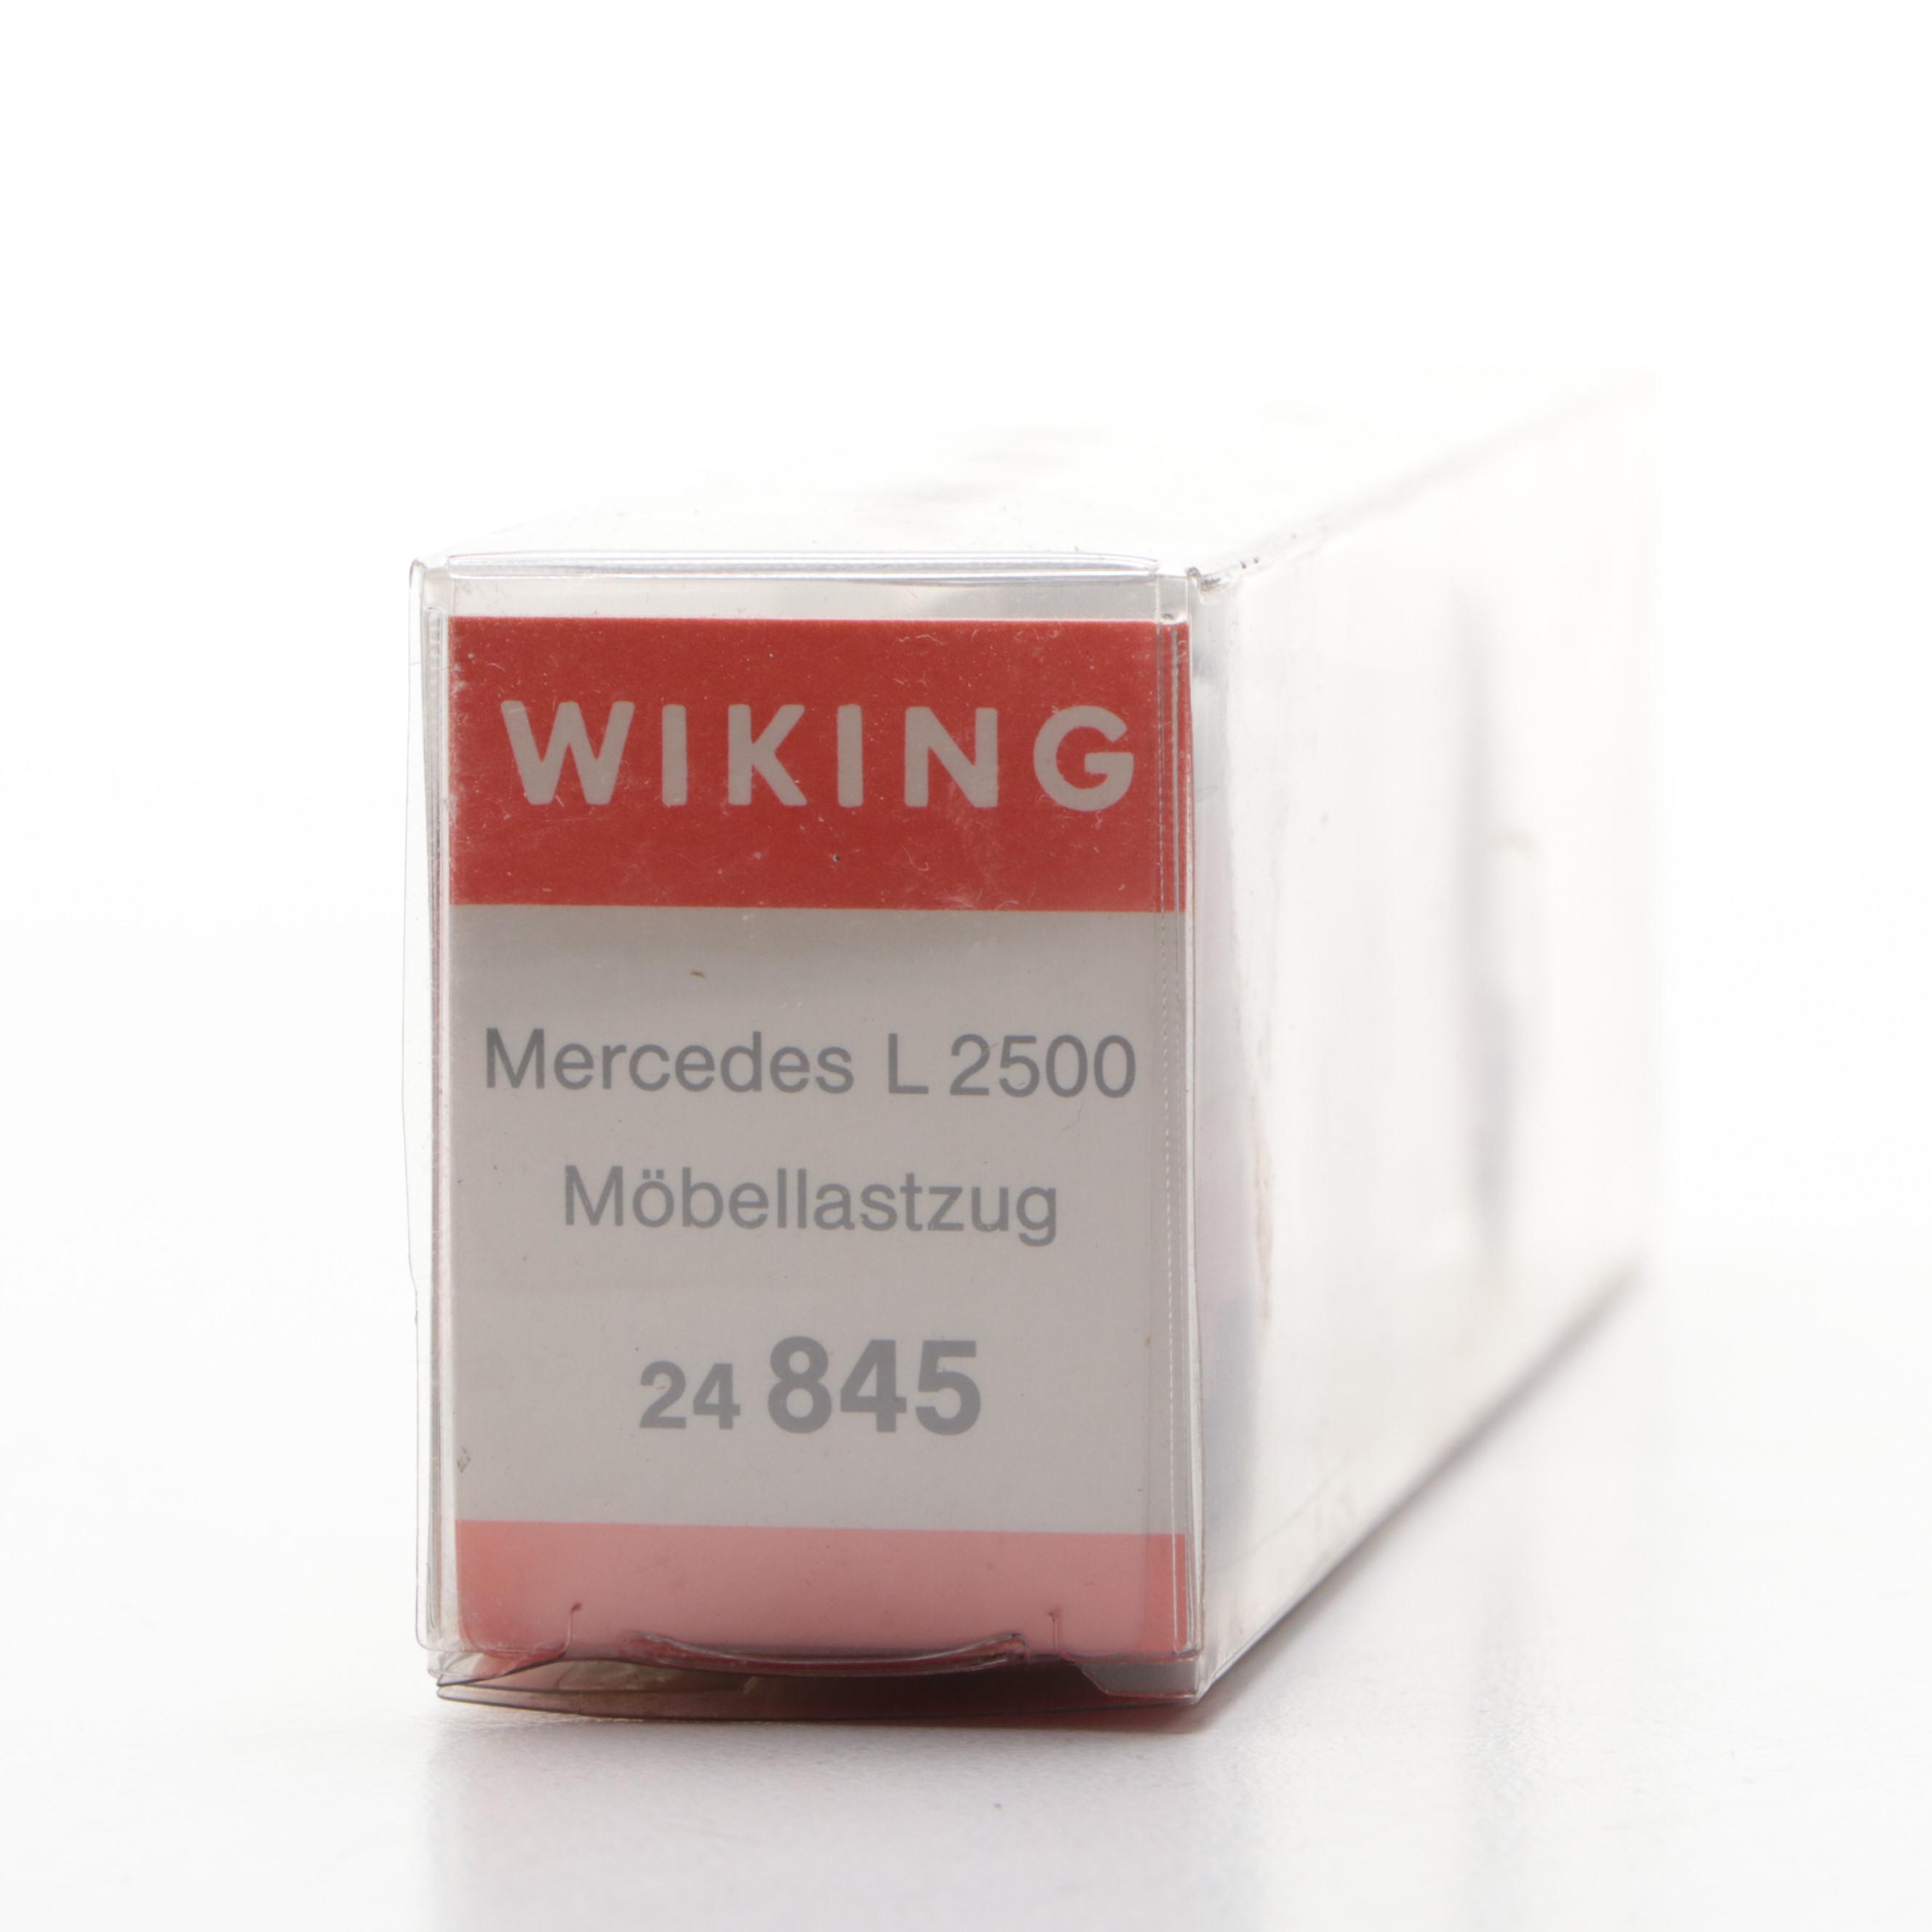 WIKING
Mercedes L 2500
Möbellastzug
24 845